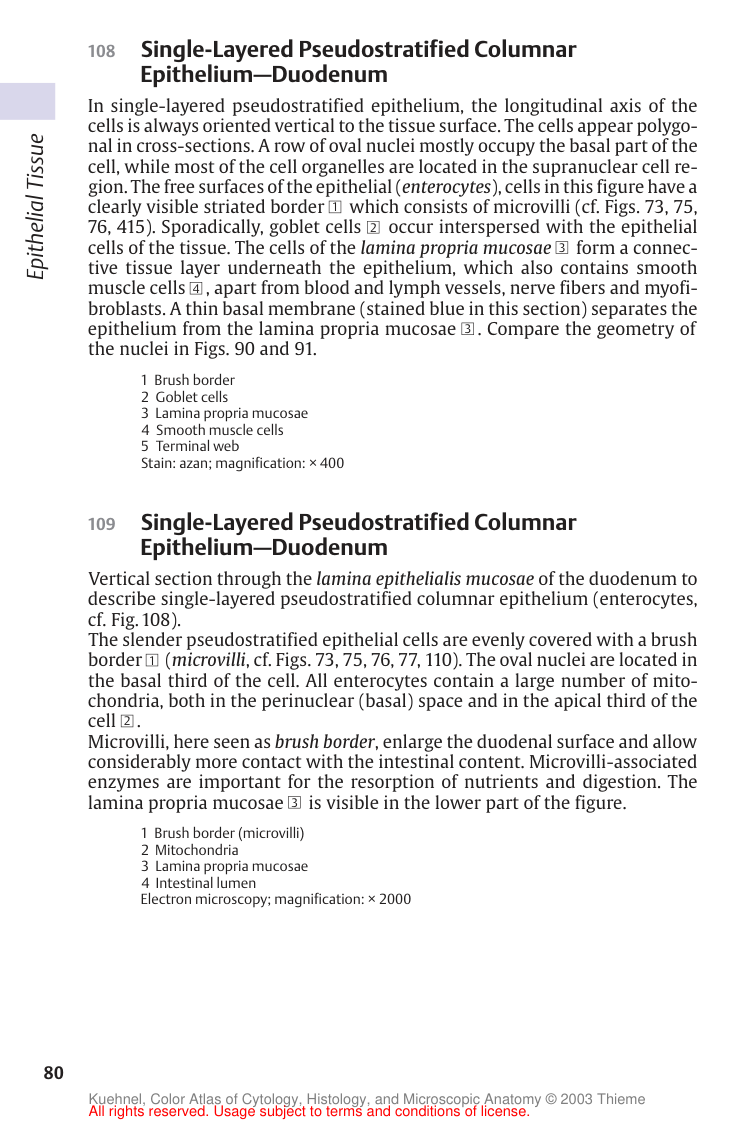 108 Single-Layered Pseudostratified Columnar
Epithelium—Duodenum
In single-layered pseudostratified epithelium, the longitudinal axis of the
cells is always oriented vertical to the tissue surface. The cells appear polygo-
nal in cross-sections. A row of oval nuclei mostly occupy the basal part of the
cell, while most of the cell organelles are located in the supranuclear cell re-
gion. The free surfaces of the epithelial (enterocytes), cells in this figure have a
clearly visible striated border 1 which consists of microvilli (cf. Figs. 73, 75,
76, 415). Sporadically, goblet cells 2 occur interspersed with the epithelial
cells of the tissue. The cells of the lamina propria mucosae 3 form a connec-
tive tissue layer underneath the epithelium, which also contains smooth
muscle cells 4, apart from blood and lymph vessels, nerve fibers and myofi-
broblasts. A thin basal membrane (stained blue in this section) separates the
epithelium from the lamina propria mucosae 3. Compare the geometry of
the nuclei in Figs. 90 and 91.
1 Brush border
2 Goblet cells
3 Lamina propria mucosae
4 Smooth muscle cells
5 Terminal web
Stain: azan; magnification: × 400
109 Single-Layered Pseudostratified Columnar
Epithelium—Duodenum
Vertical section through the lamina epithelialis mucosae of the duodenum to
describe single-layered pseudostratified columnar epithelium (enterocytes,
cf. Fig. 108).
The slender pseudostratified epithelial cells are evenly covered with a brush
border 1 (microvilli, cf. Figs. 73, 75, 76, 77, 110). The oval nuclei are located in
the basal third of the cell. All enterocytes contain a large number of mito-
chondria, both in the perinuclear (basal) space and in the apical third of the
cell 2.
Microvilli, here seen as brush border, enlarge the duodenal surface and allow
considerably more contact with the intestinal content. Microvilli-associated
enzymes are important for the resorption of nutrients and digestion. The
lamina propria mucosae 3 is visible in the lower part of the figure.
1 Brush border (microvilli)
2 Mitochondria
3 Lamina propria mucosae
4 Intestinal lumen
Electron microscopy; magnification: × 2000
Epithelial Tissue
80
Kuehnel, Color Atlas of Cytology, Histology, and Microscopic Anatomy © 2003 Thieme
All rights reserved. Usage subject to terms and conditions of license.